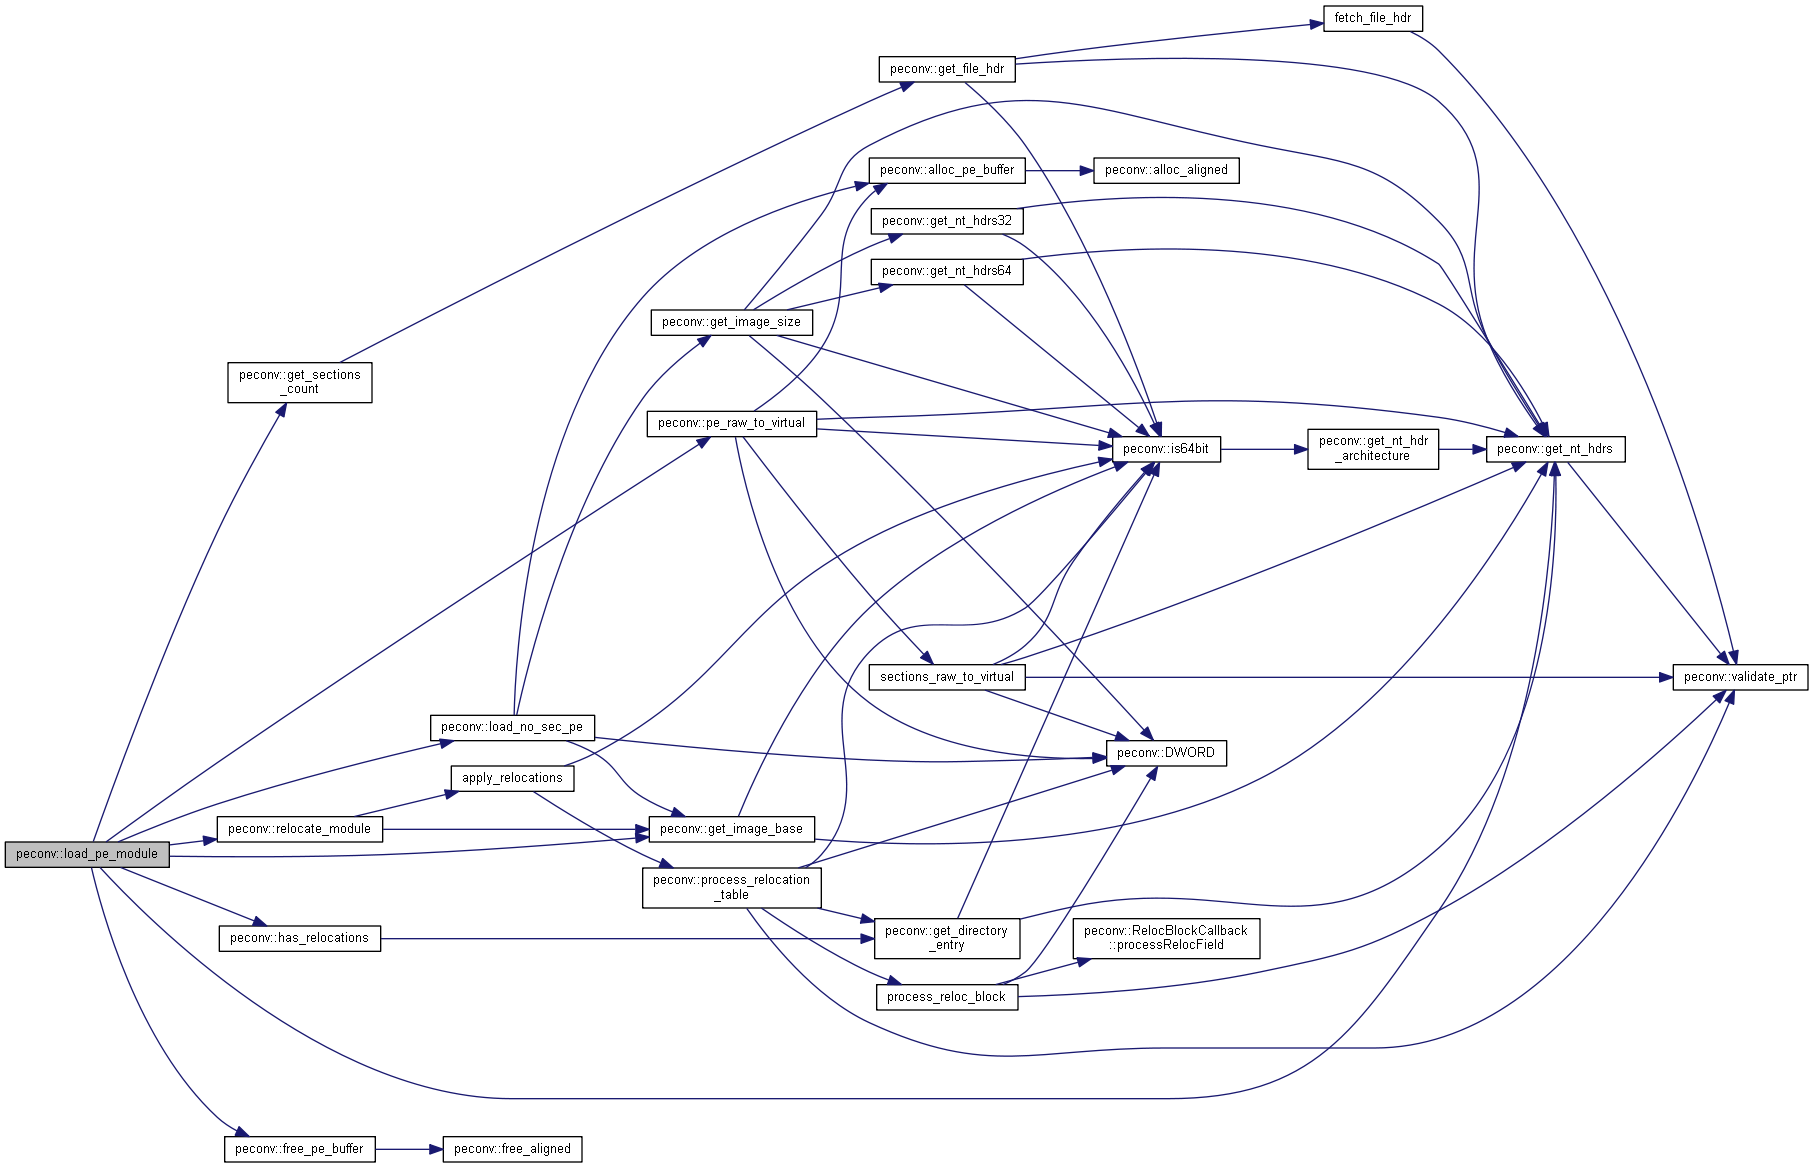 fetch_file_hdr
peconv::get_file_hdr
peconv::alloc_pe_buffer
peconv::alloc_aligned
peconv::get_nt_hdrs32
peconv::get_nt_hdrs64
peconv::get_image_size
peconv::get_sections
_count
peconv::pe_raw_to_virtual
peconv::is64bit
peconv::get_nt_hdr
_architecture
peconv::get_nt_hdrs
sections_raw_to_virtual
peconv::validate_ptr
peconv::load_no_sec_pe
peconv::DWORD
apply_relocations
peconv::relocate_module
peconv::get_image_base
peconv::load_pe_module
peconv::process_relocation
_table
peconv::has_relocations
peconv::get_directory
_entry
peconv::RelocBlockCallback
::processRelocField
process_reloc_block
peconv::free_pe_buffer
peconv::free_aligned